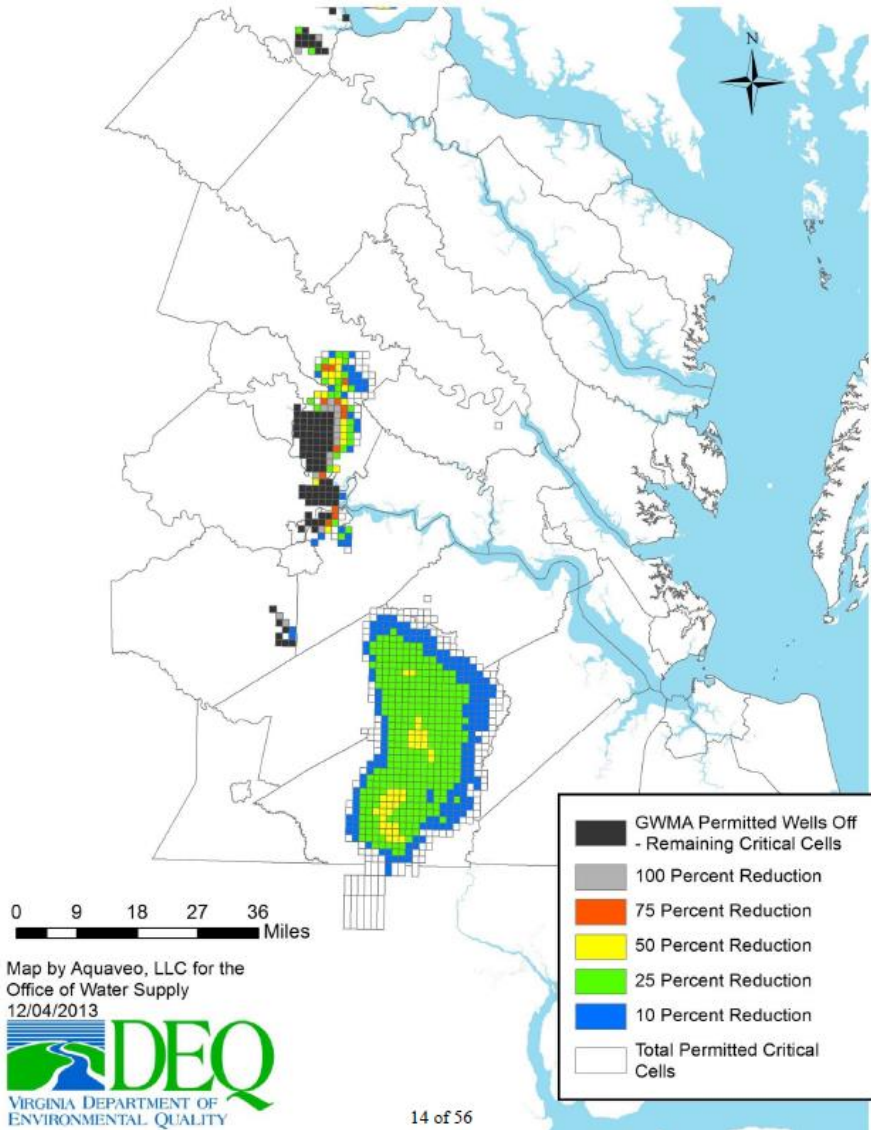 N
GWMA Permitted Wells Off
- Remaining Critical Cells
100 Percent Reduction
75 Percent Reduction
50 Percent Reduction
25 Percent Reduction
10 Percent Reduction
Total Permitted Critical
Cells
0 9 18 27 36
Miles
Map by Aquaveo, LLC for the
Office of Water Supply
12/04/2013
DEQ
VIRGINIA DEPARTMENT OF
ENVIRONMENTAL QUALITY
14 of 56